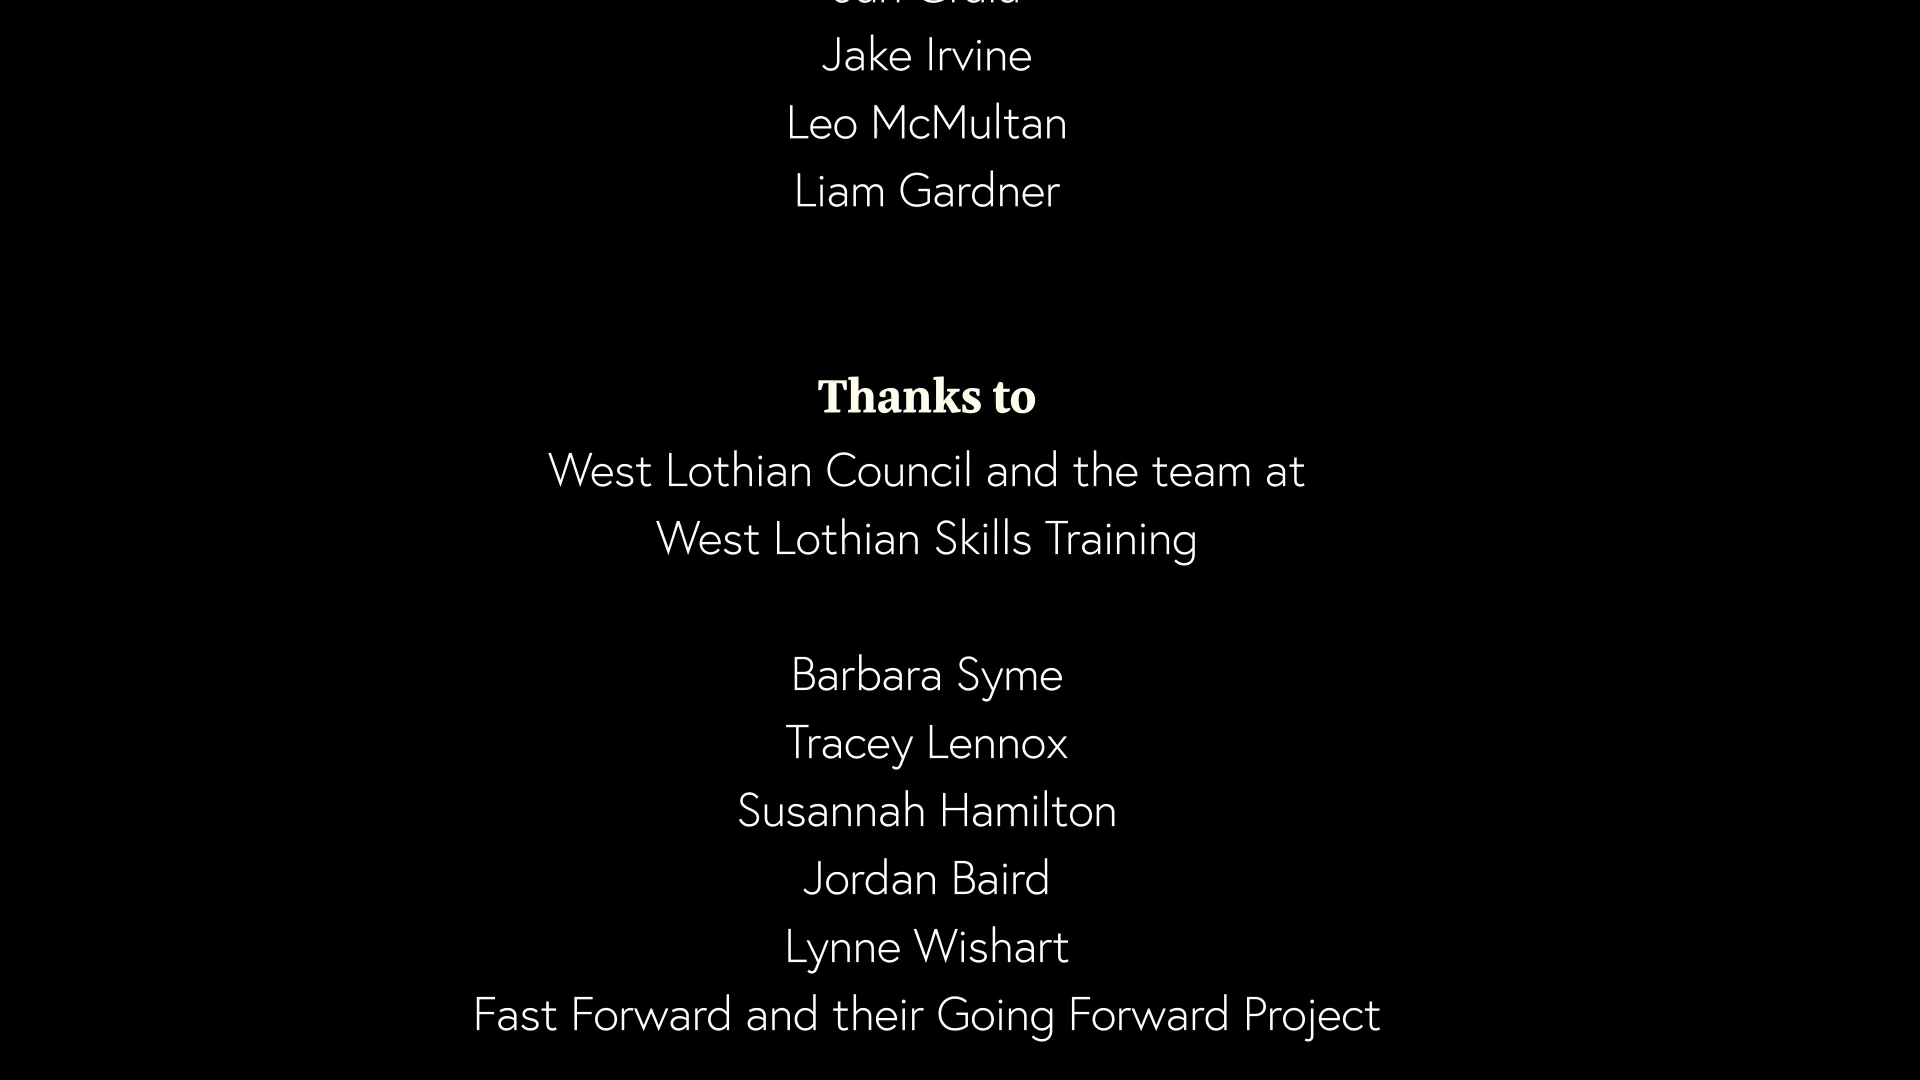 Jake Irvine
Leo McMultan
Liam Gardner
Thanks to
West Lothian Council and the team at
West Lothian Skills Training
Barbara Syme
Tracey Lennox
Susannah Hamilton
Jordan Baird
Lynne Wishart
Fast Forward and their Going Forward Project